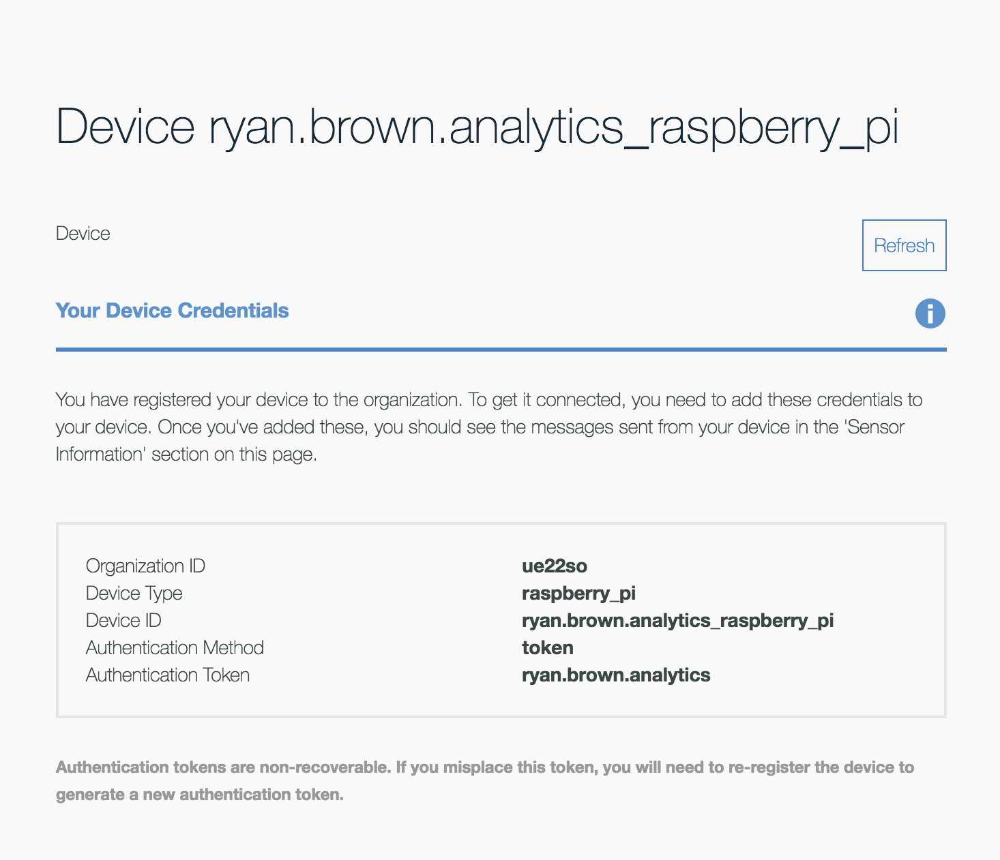 Device ryan.brown.analytics_raspberry_pi
Device
Refresh
Your Device Credentials
i
You have registered your device to the organization. To get it connected, you need to add these credentials to
your device. Once you've added these, you should see the messages sent from your device in the 'Sensor
Information' section on this page.
Organization ID ue22so
Device Type raspberry_pi
Device ID ryan.brown.analytics_raspberry_pi
Authentication Method token
Authentication Token ryan.brown.analytics
Authentication tokens are non-recoverable. If you misplace this token, you will need to re-register the device to
generate a new authentication token.